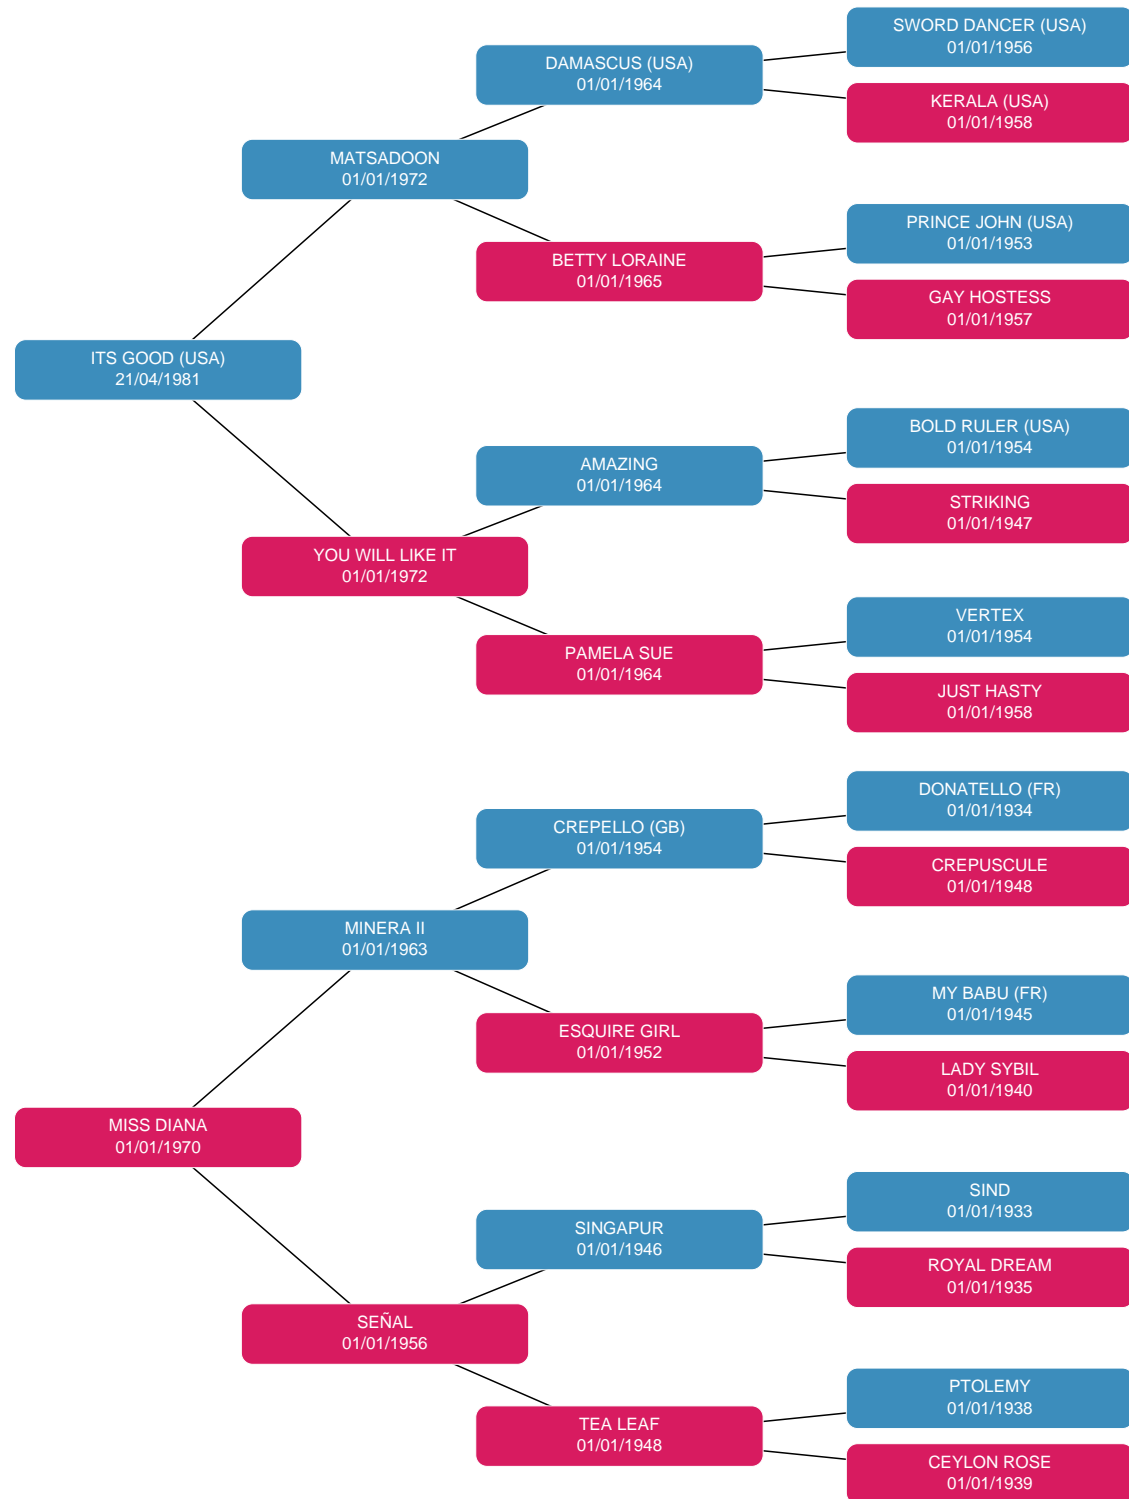 SWORD DANCER (USA)
01/01/1956
DAMASCUS (USA)
01/01/1964
KERALA (USA)
01/01/1958
MATSADOON
01/01/1972
PRINCE JOHN (USA)
01/01/1953
BETTY LORAINE
01/01/1965
GAY HOSTESS
01/01/1957
ITS GOOD (USA)
21/04/1981
BOLD RULER (USA)
01/01/1954
AMAZING
01/01/1964
STRIKING
01/01/1947
YOU WILL LIKE IT
01/01/1972
VERTEX
01/01/1954
PAMELA SUE
01/01/1964
JUST HASTY
01/01/1958
DONATELLO (FR)
01/01/1934
CREPELLO (GB)
01/01/1954
CREPUSCULE
01/01/1948
MINERA II
01/01/1963
MY BABU (FR)
01/01/1945
ESQUIRE GIRL
01/01/1952
LADY SYBIL
01/01/1940
MISS DIANA
01/01/1970
SIND
01/01/1933
SINGAPUR
01/01/1946
ROYAL DREAM
01/01/1935
SEÑAL
01/01/1956
PTOLEMY
01/01/1938
TEA LEAF
01/01/1948
CEYLON ROSE
01/01/1939